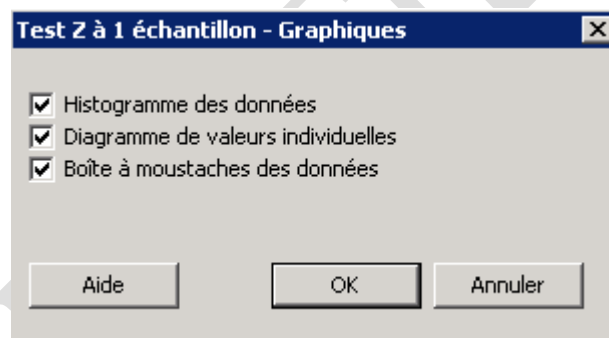 Test Z à 1 échantillon - Graphiques
Histogramme des données
Diagramme de valeurs individuelles
Boîte à moustaches des données
Aide OK Annuler